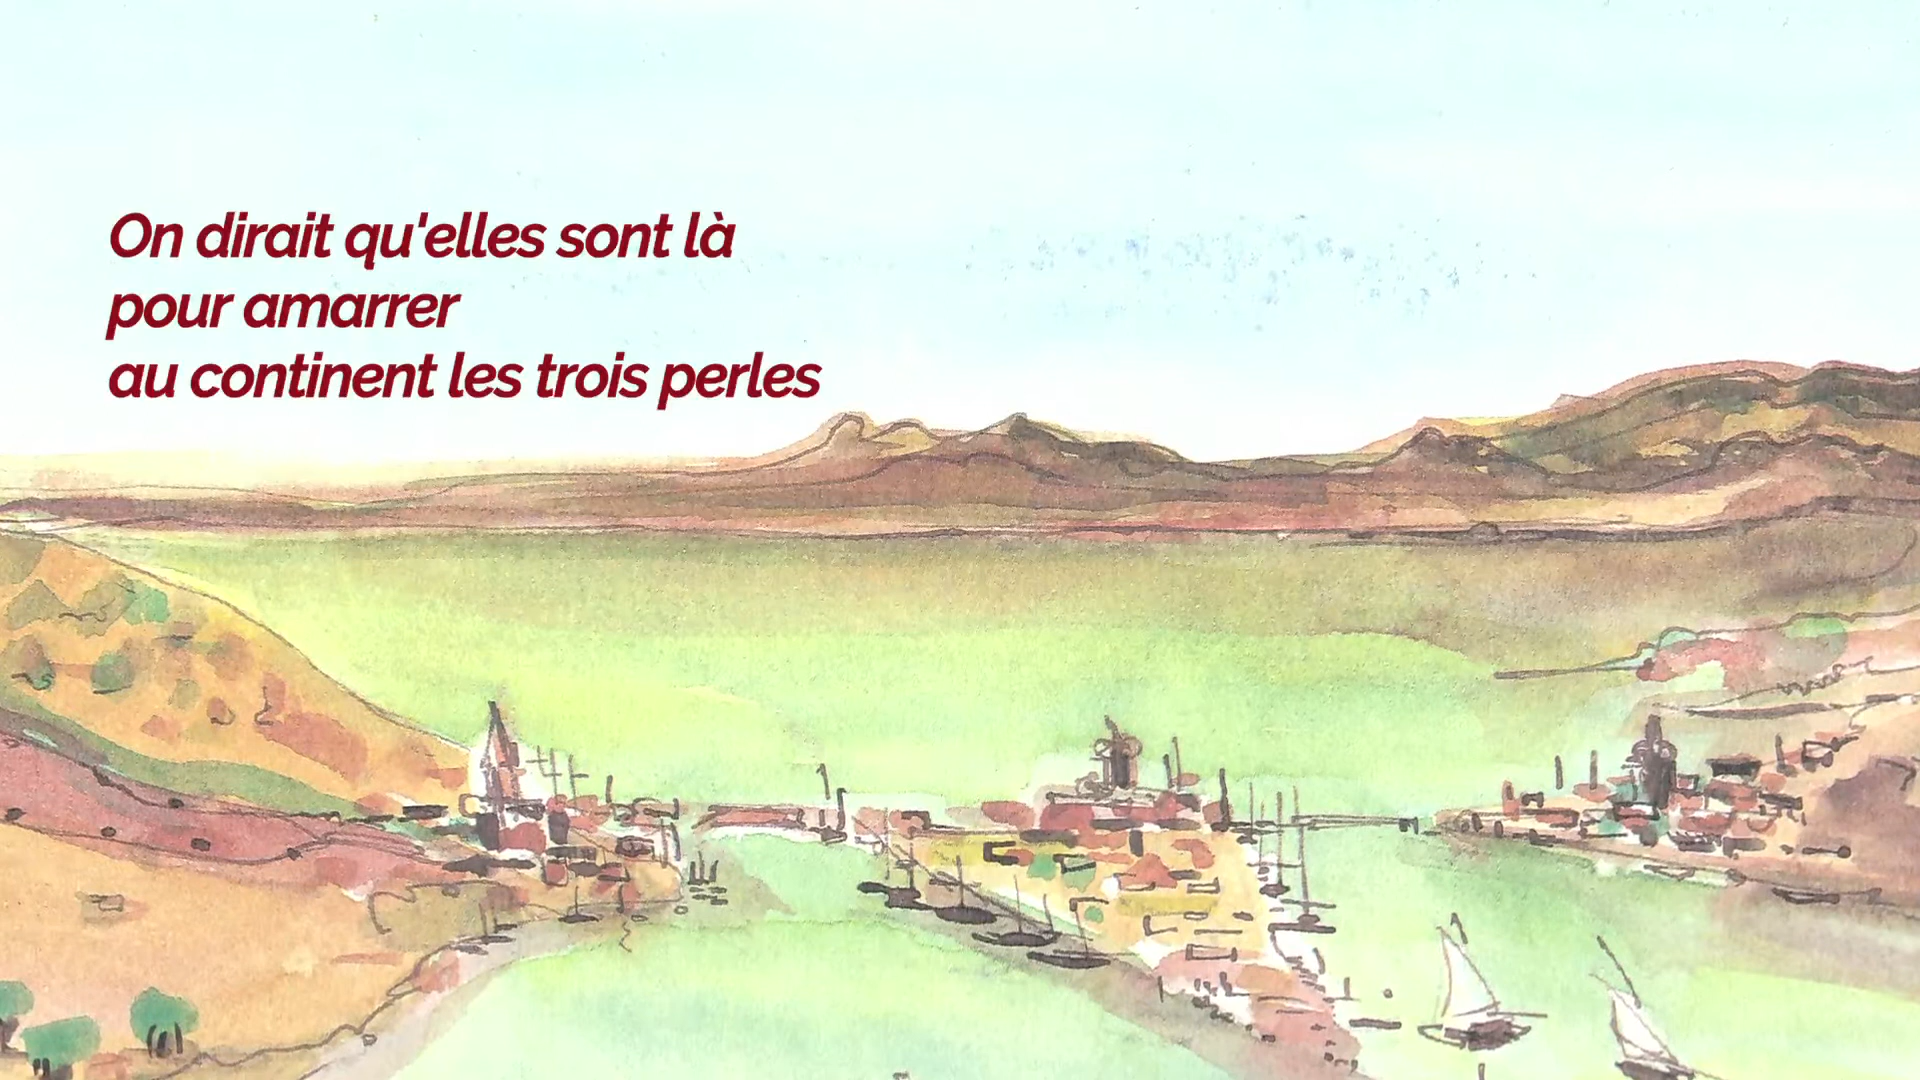 On dirait qu'elles sont là
pour amarrer
au continent les trois perles